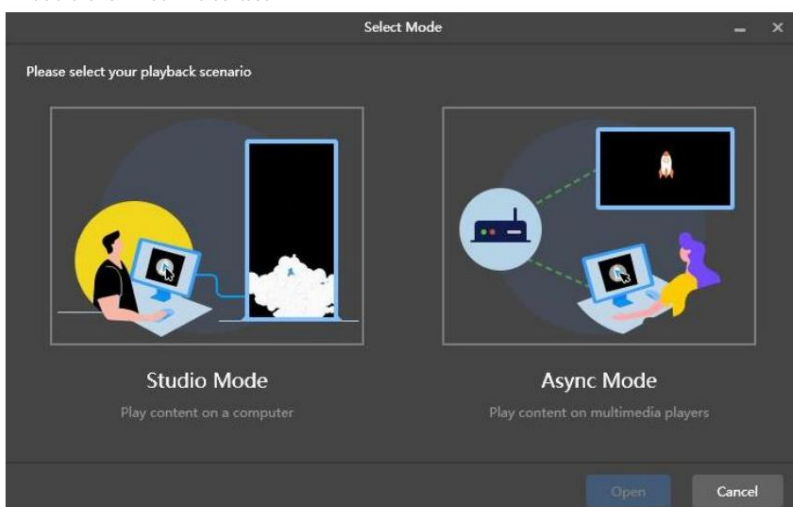 Select Mode
Please select your playback scenario
Studio Mode
Play content on a computer
Async Mode
Play content on multimedia players
Open
Cancel